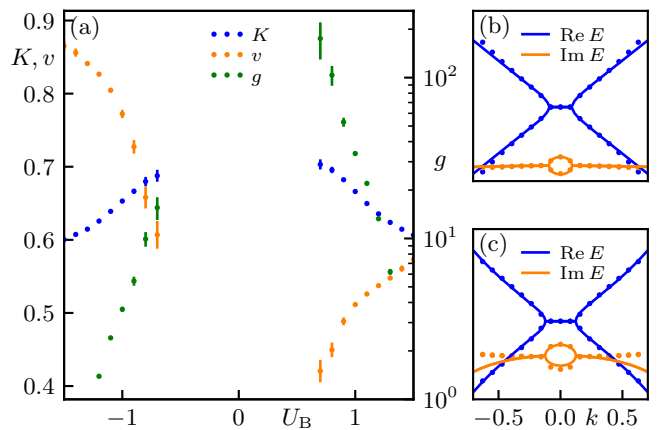 (a)
K
v
g
K, v
0.9
0.8
0.7
0.6
0.5
0.4
−1
0
U_B
1
10^2
g
10^1
10^0
(b)
Re E
Im E
(c)
Re E
Im E
−0.5
0.0
k
0.5